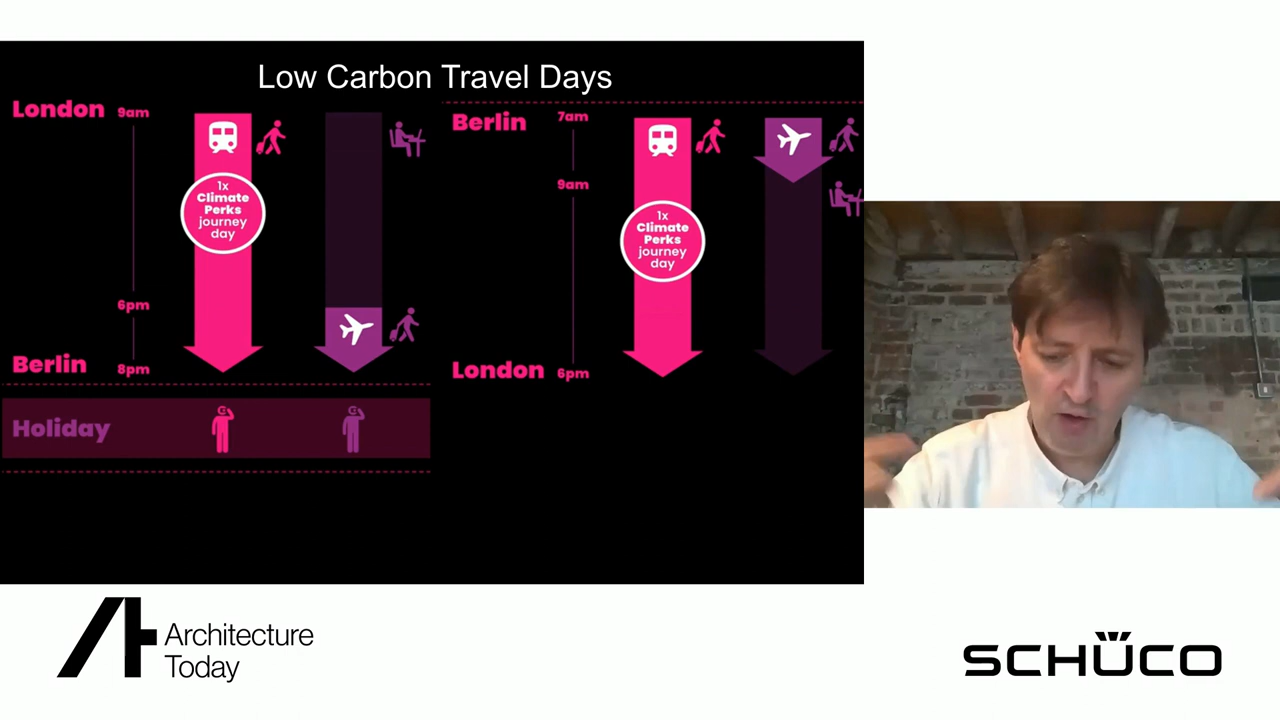 Low Carbon Travel Days
London 9am
1x
Climate
Perks
journey
day
6pm
Berlin 8pm
Holiday
Berlin 7am
9am
1x
Climate
Perks
journey
day
London 6pm
Architecture
Today
SCHÜCO